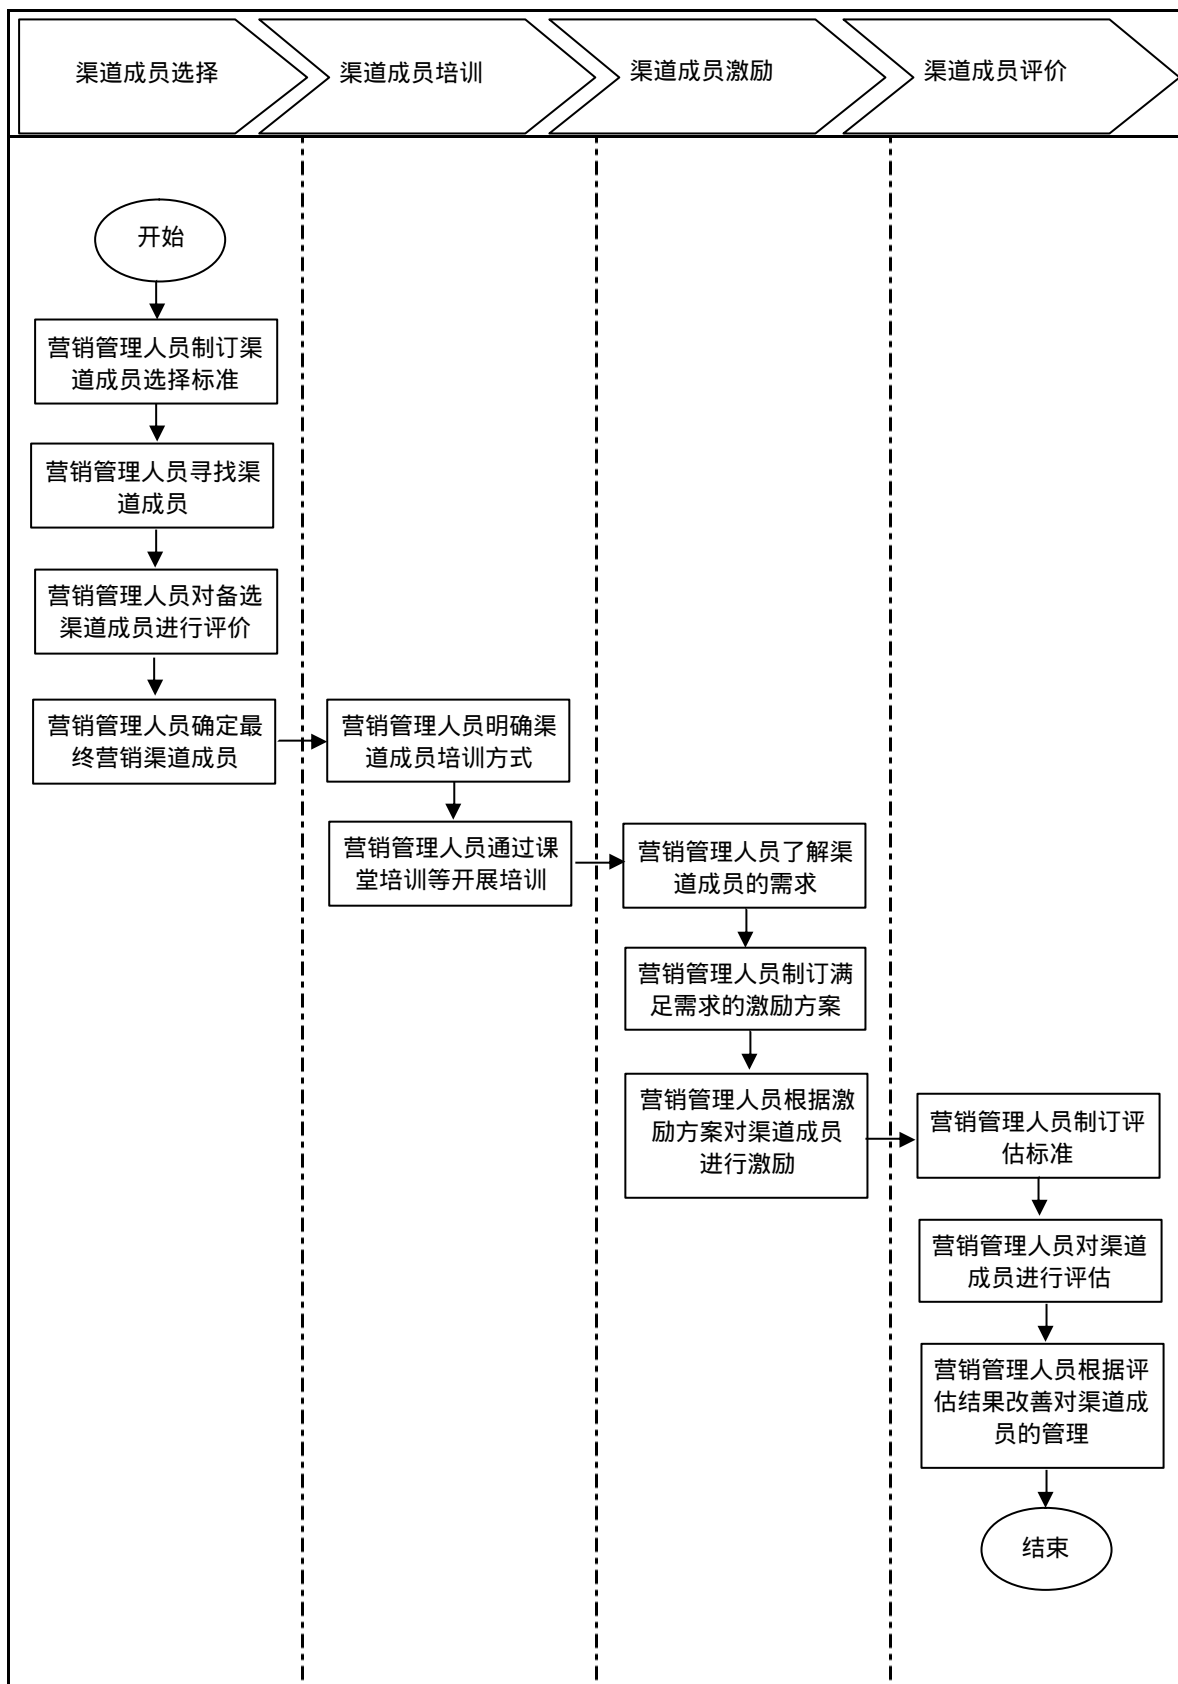 渠道成员选择
渠道成员培训
渠道成员激励
渠道成员评价
开始
营销管理人员制订渠
道成员选择标准
营销管理人员寻找渠
道成员
营销管理人员对备选
渠道成员进行评价
营销管理人员确定最
终营销渠道成员
营销管理人员明确渠
道成员培训方式
营销管理人员通过课
堂培训等开展培训
营销管理人员了解渠
道成员的需求
营销管理人员制订满
足需求的激励方案
营销管理人员根据激
励方案对渠道成员
进行激励
营销管理人员制订评
估标准
营销管理人员对渠道
成员进行评估
营销管理人员根据评
估结果改善对渠道成
员的管理
结束